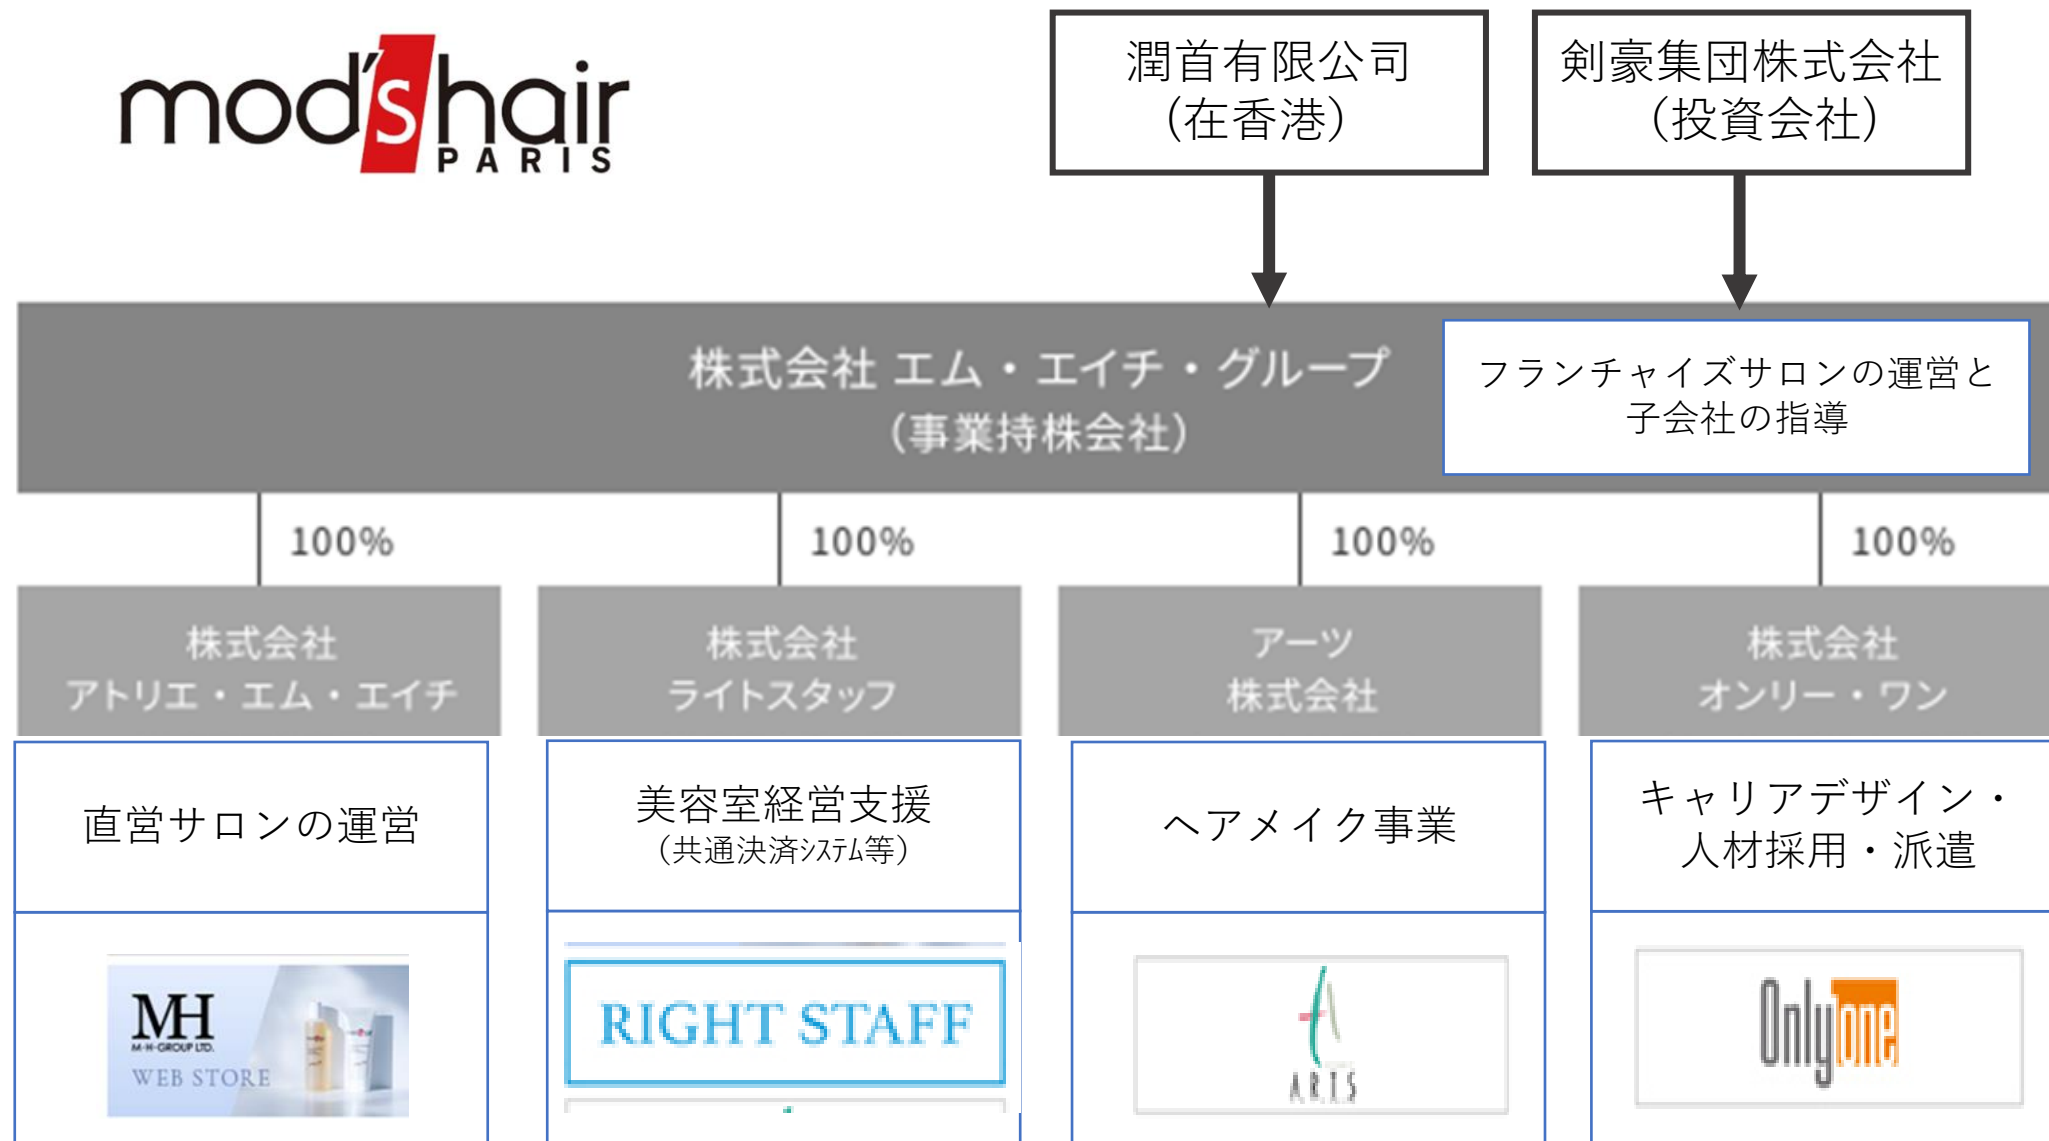 mod's hair
PARIS
潤首有限公司
(在香港)
剣豪集団株式会社
(投資会社)
株式会社 エム・エイチ・グループ
(事業持株会社)
フランチャイズサロンの運営と
子会社の指導
100%
100%
100%
100%
株式会社
アトリエ・エム・エイチ
株式会社
ライトスタッフ
アーツ
株式会社
株式会社
オンリー・ワン
直営サロンの運営
美容室経営支援
(共通決済ｼｽﾃﾑ等)
ヘアメイク事業
キャリアデザイン・
人材採用・派遣
MH
M・H・GROUP LTD.
WEB STORE
RIGHT STAFF
A.R.T.S
Only one